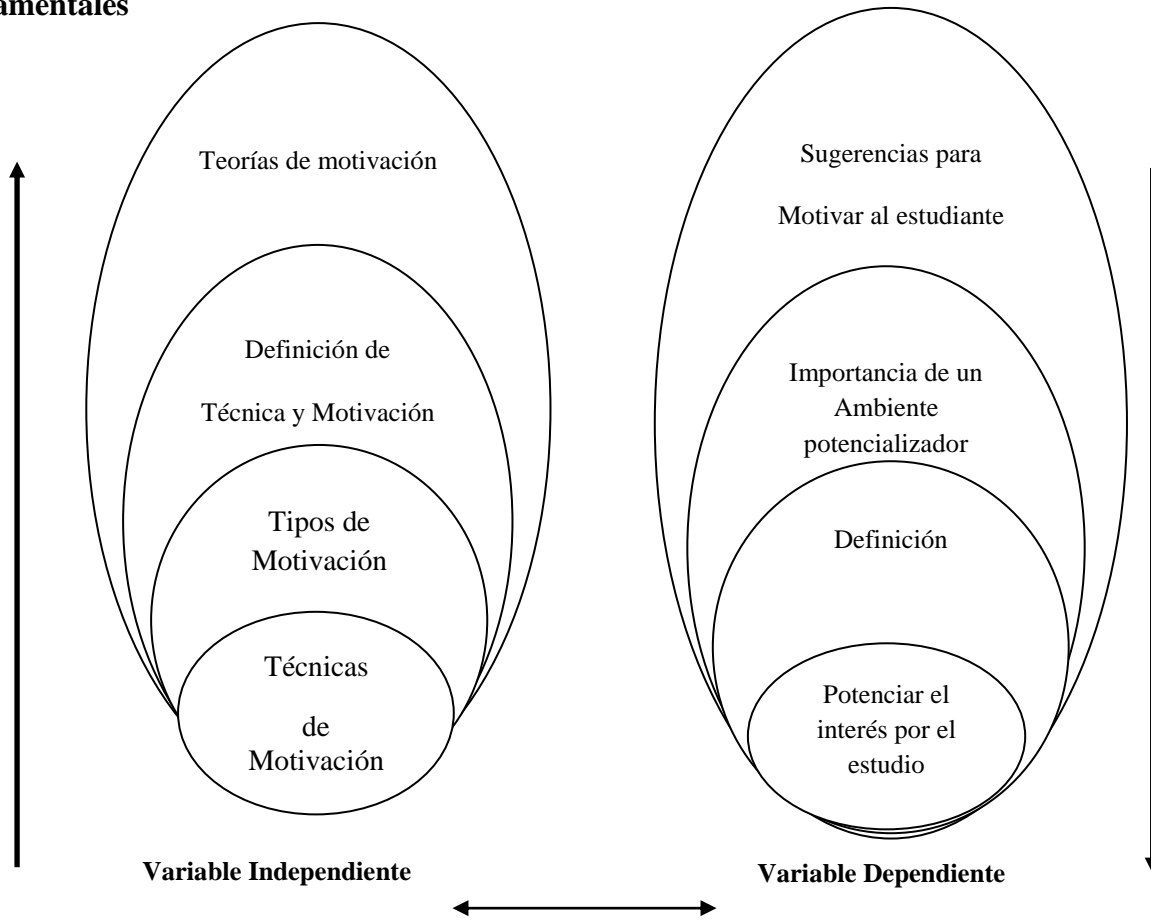 amentales
Teorías de motivación
Definición de
Técnica y Motivación
Tipos de
Motivación
Técnicas
de
Motivación
Variable Independiente
Sugerencias para
Motivar al estudiante
Importancia de un
Ambiente
potencializador
Definición
Potenciar el
interés por el
estudio
Variable Dependiente